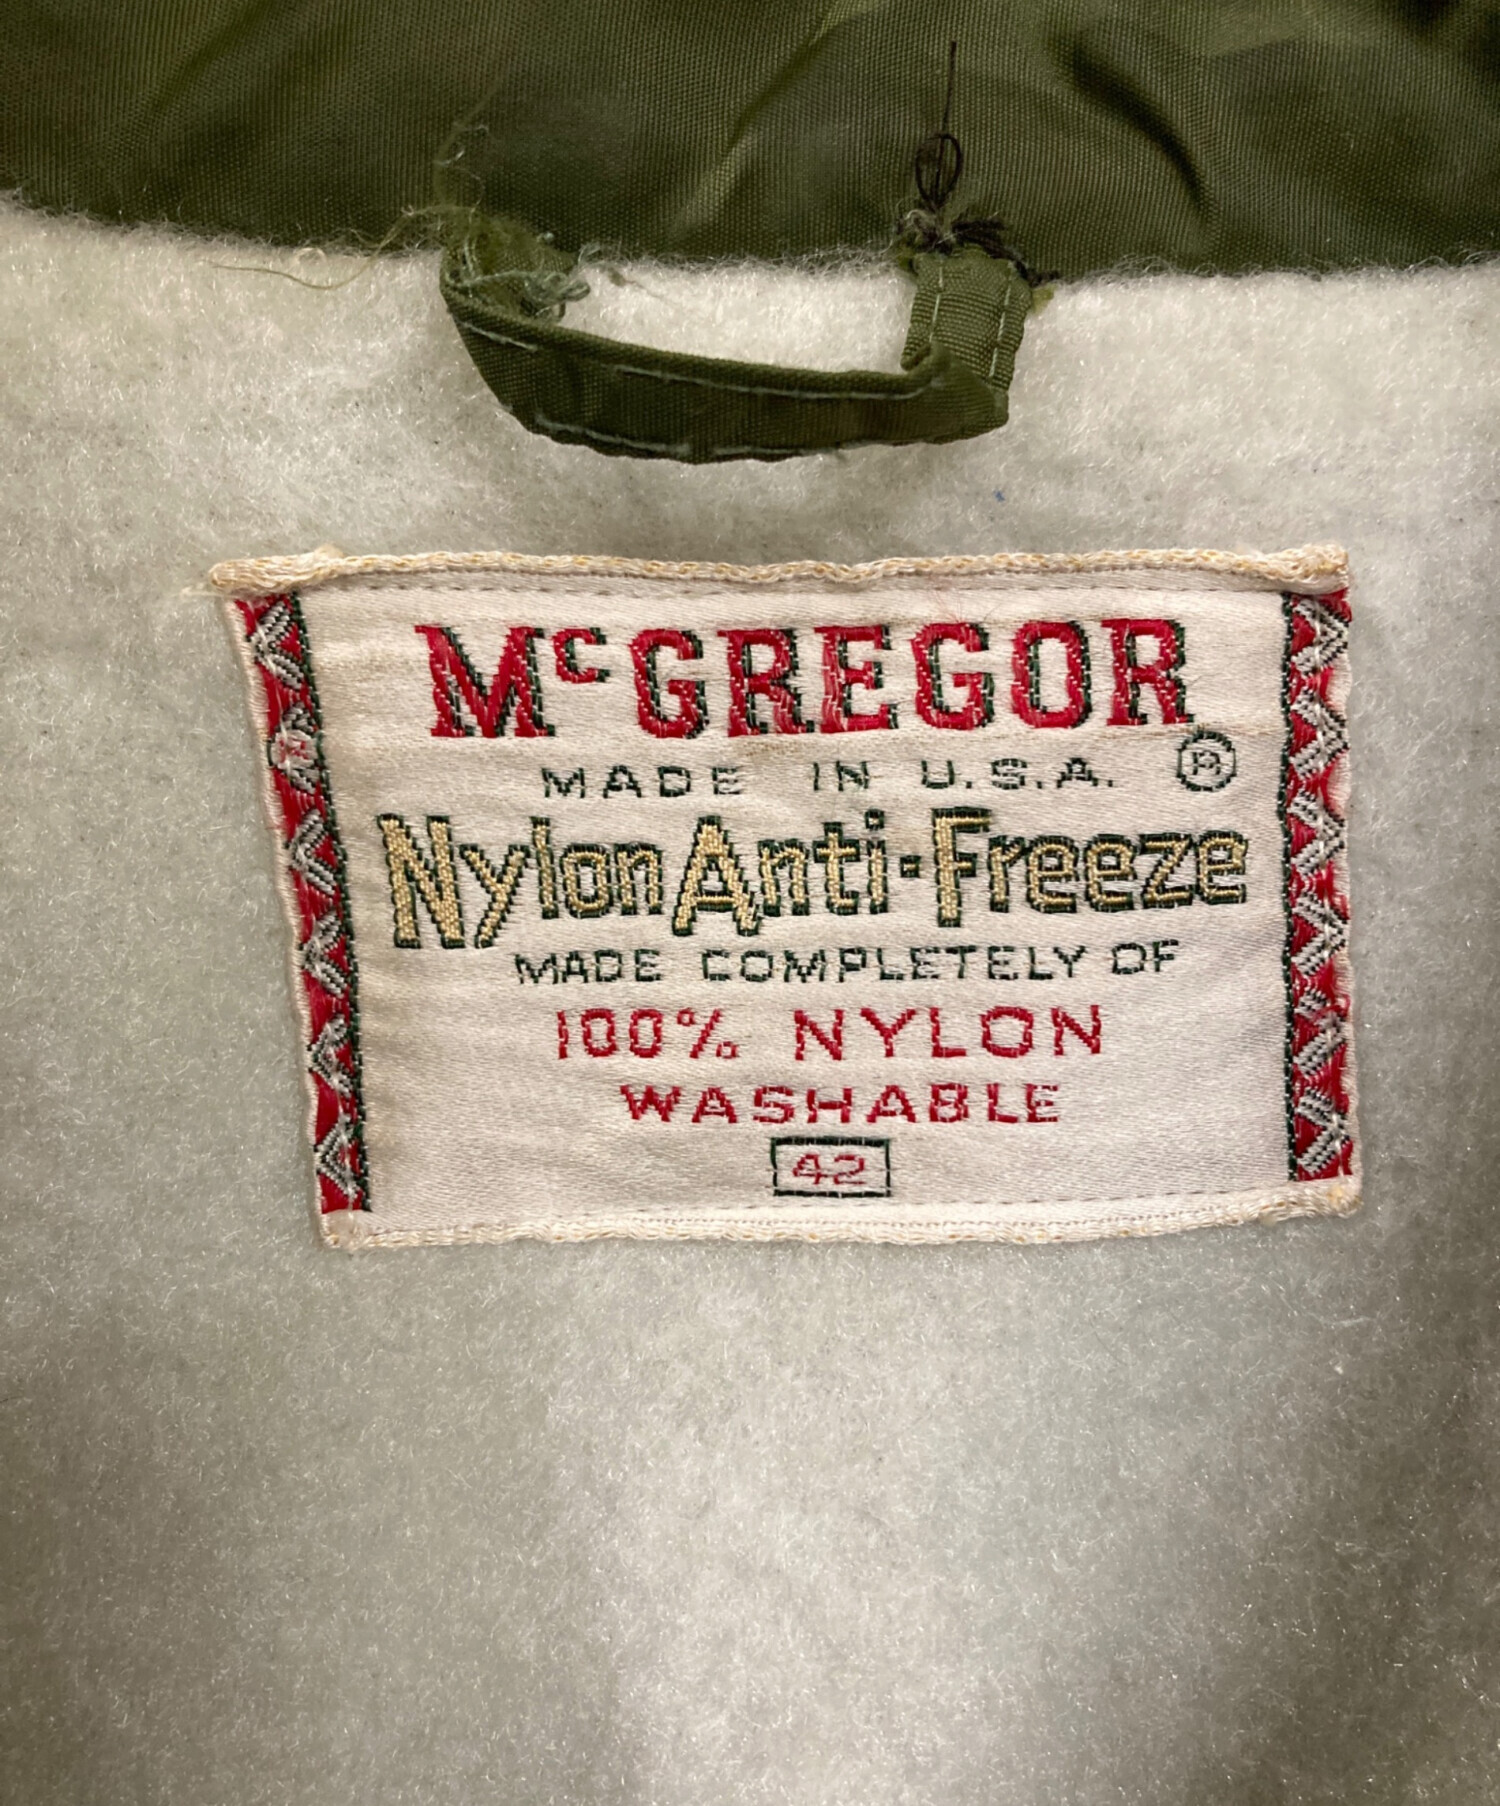 McGREGOR
MADE IN U.S.A. ®
Nylon Anti-Freeze
MADE COMPLETELY OF
100% NYLON
WASHABLE
42